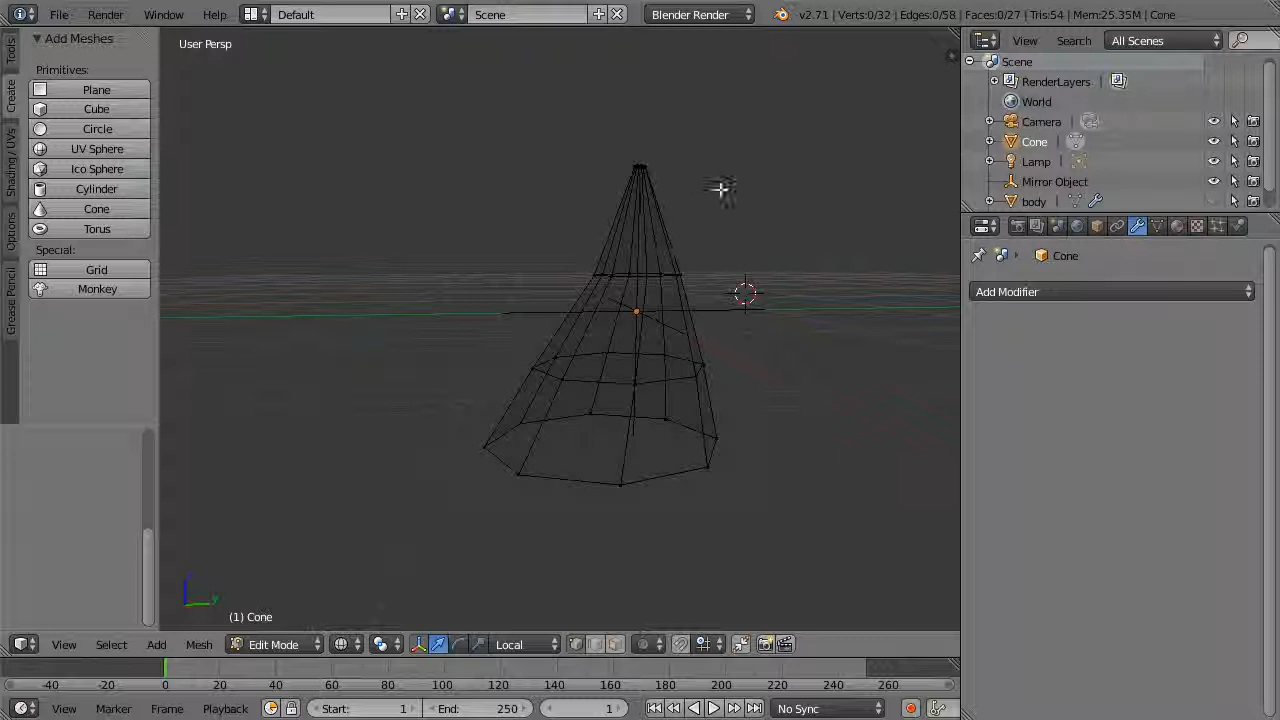 File Render Window Help Default Scene Blender Render v2.71 | Verts:0/32 | Edges:0/58 | Faces:0/27 | Tris:54 | Mem:25.35M | Cone
Add Meshes
Primitives:
Plane
Cube
Circle
UV Sphere
Ico Sphere
Cylinder
Cone
Torus
Special:
Grid
Monkey
Tools
Create
Shading / UVs
Options
Grease Pencil
User Persp
(1) Cone
y
View Search All Scenes
Scene
RenderLayers
World
Camera
Cone
Lamp
Mirror Object
body
Cone
Add Modifier
View Select Add Mesh Edit Mode Local
-40 -20 0 20 40 60 80 100 120 140 160 180 200 220 240 260
View Marker Frame Playback Start: 1 End: 250 1 No Sync